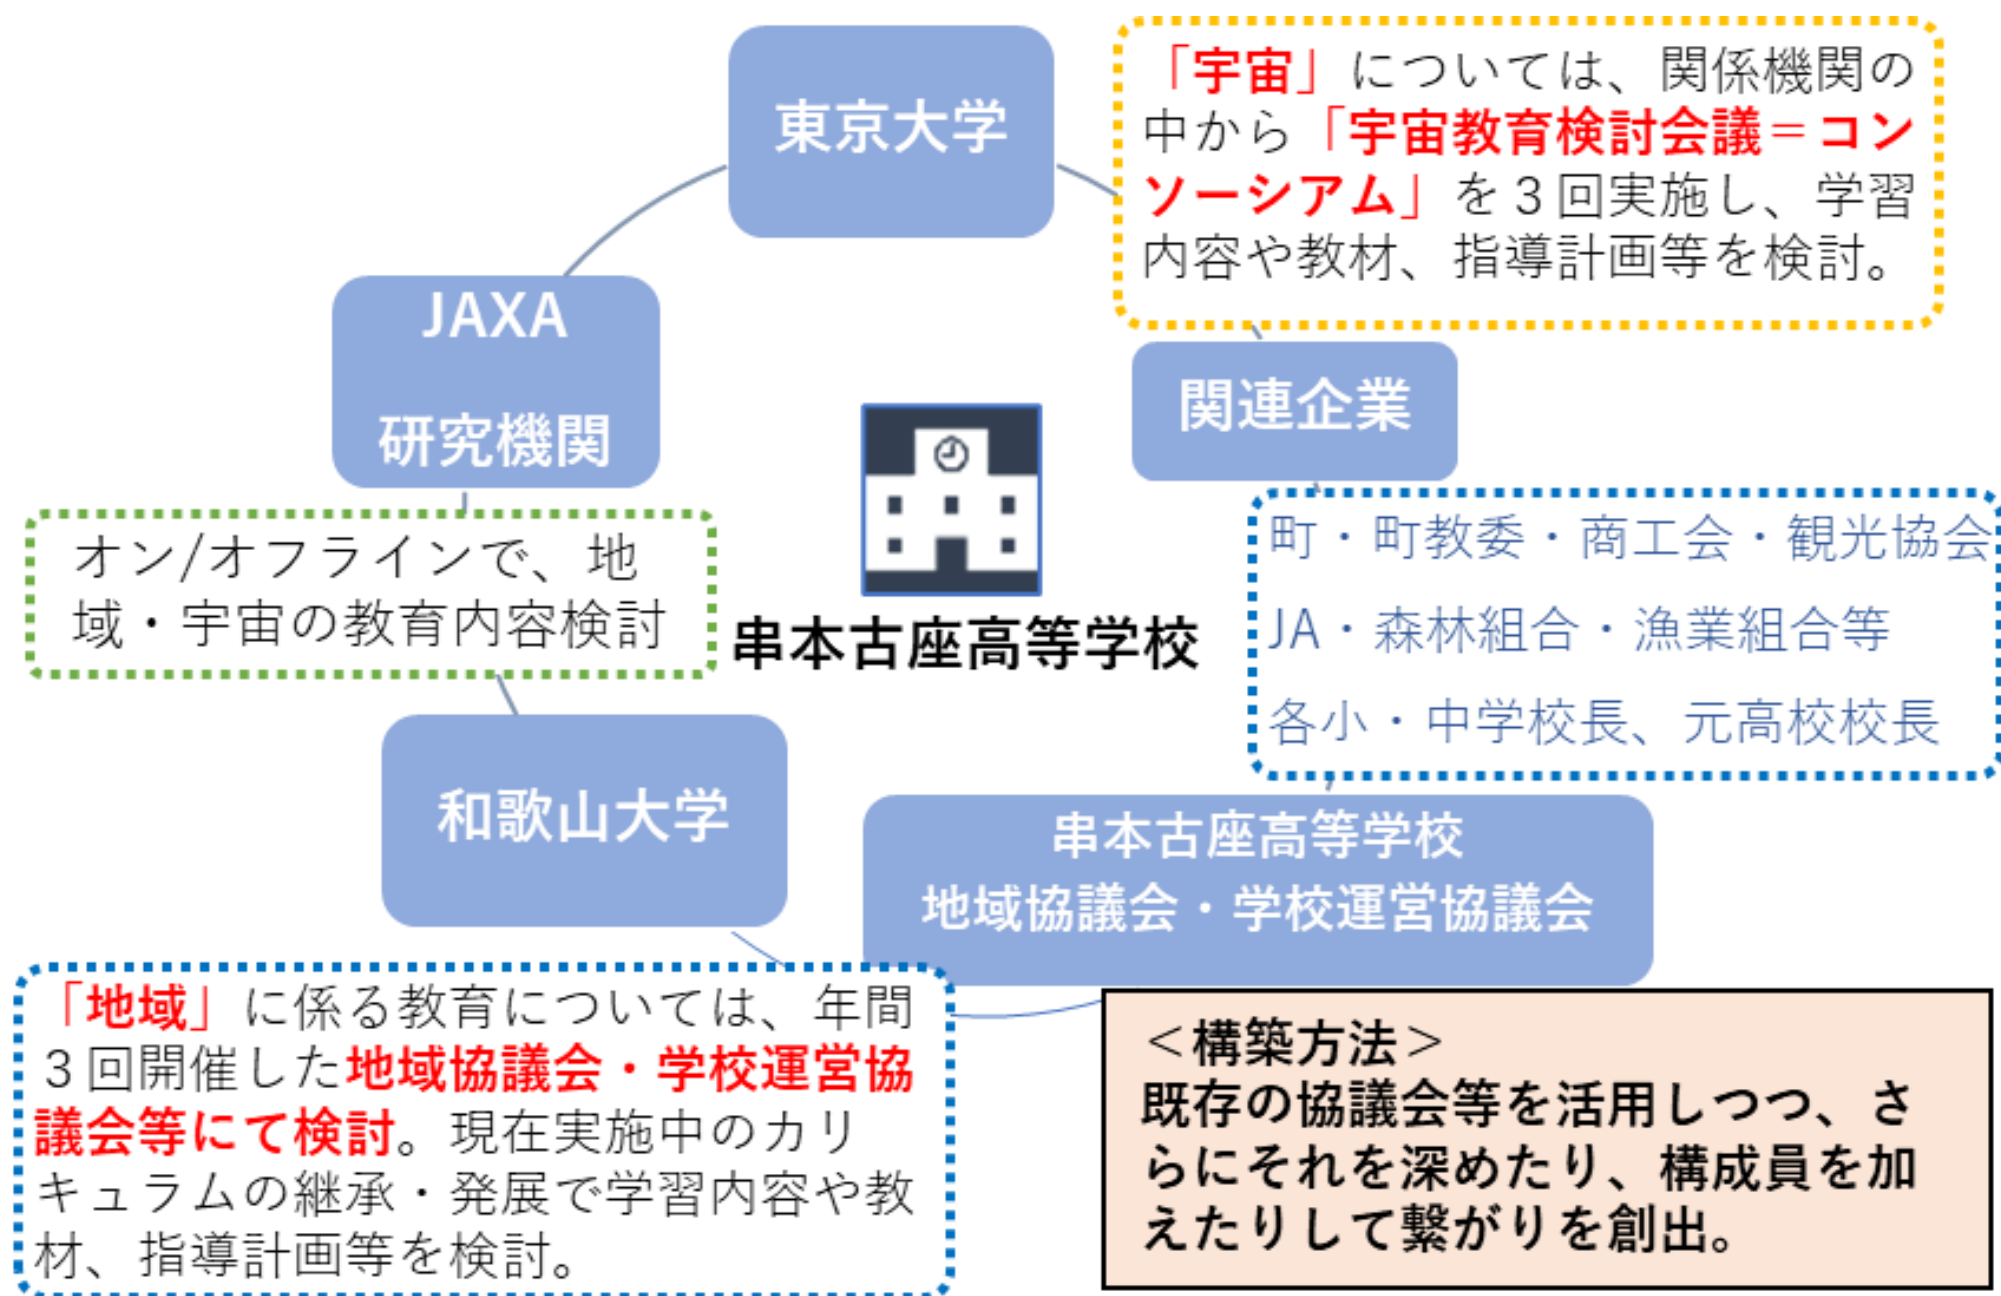 東京大学
「宇宙」については、関係機関の
中から「宇宙教育検討会議＝コン
ソーシアム」を３回実施し、学習
内容や教材、指導計画等を検討。
JAXA
研究機関
関連企業
オン/オフラインで、地
域・宇宙の教育内容検討
串本古座高等学校
町・町教委・商工会・観光協会
JA・森林組合・漁業組合等
各小・中学校長、元高校校長
和歌山大学
串本古座高等学校
地域協議会・学校運営協議会
「地域」に係る教育については、年間
３回開催した地域協議会・学校運営協
議会等にて検討。現在実施中のカリ
キュラムの継承・発展で学習内容や教
材、指導計画等を検討。
＜構築方法＞
既存の協議会等を活用しつつ、さ
らにそれを深めたり、構成員を加
えたりして繋がりを創出。